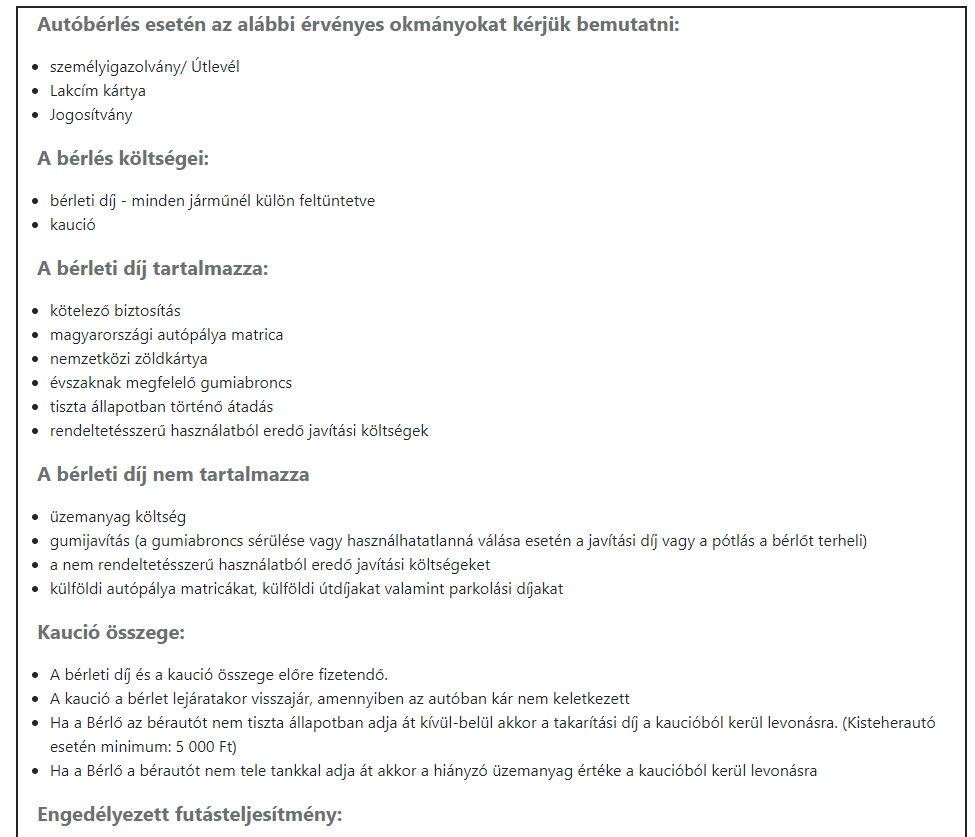 Autóbérlés esetén az alábbi érvényes okmányokat kérjük bemutatni:
személyigazolvány/ Útlevél
Lakcím kártya
Jogosítvány
A bérlés költségei:
bérleti díj - minden járműnél külön feltüntetve
kaució
A bérleti díj tartalmazza:
kötelező biztosítás
magyarországi autópálya matrica
nemzetközi zöldkártya
évszaknak megfelelő gumiabroncs
tiszta állapotban történő átadás
rendeltetésszerű használatból eredő javítási költségek
A bérleti díj nem tartalmazza
üzemanyag költség
gumijavítás (a gumiabroncs sérülése vagy használhatatlanná válása esetén a javítási díj vagy a pótlás a bérlőt terheli)
a nem rendeltetésszerű használatból eredő javítási költségeket
külföldi autópálya matricákat, külföldi útdíjakat valamint parkolási díjakat
Kaució összege:
A bérleti díj és a kaució összege előre fizetendő.
A kaució a bérlet lejáratakor visszajár, amennyiben az autóban kár nem keletkezett
Ha a Bérlő az bérautót nem tiszta állapotban adja át kívül-belül akkor a takarítási díj a kaucióból kerül levonásra. (Kisteherautó
esetén minimum: 5 000 Ft)
Ha a Bérlő a bérautót nem tele tankkal adja át akkor a hiányzó üzemanyag értéke a kaucióból kerül levonásra
Engedélyezett futásteljesítmény: